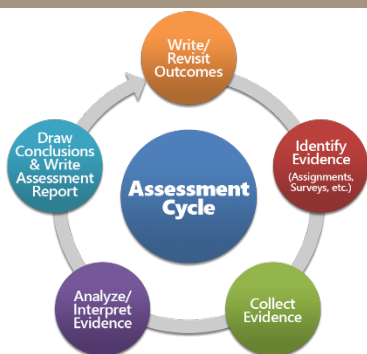 Write/
Revisit
Outcomes
Identify
Evidence
(Assignments,
Surveys, etc.)
Collect
Evidence
Analyze/
Interpret
Evidence
Draw
Conclusions
& Write
Assessment
Report
Assessment
Cycle